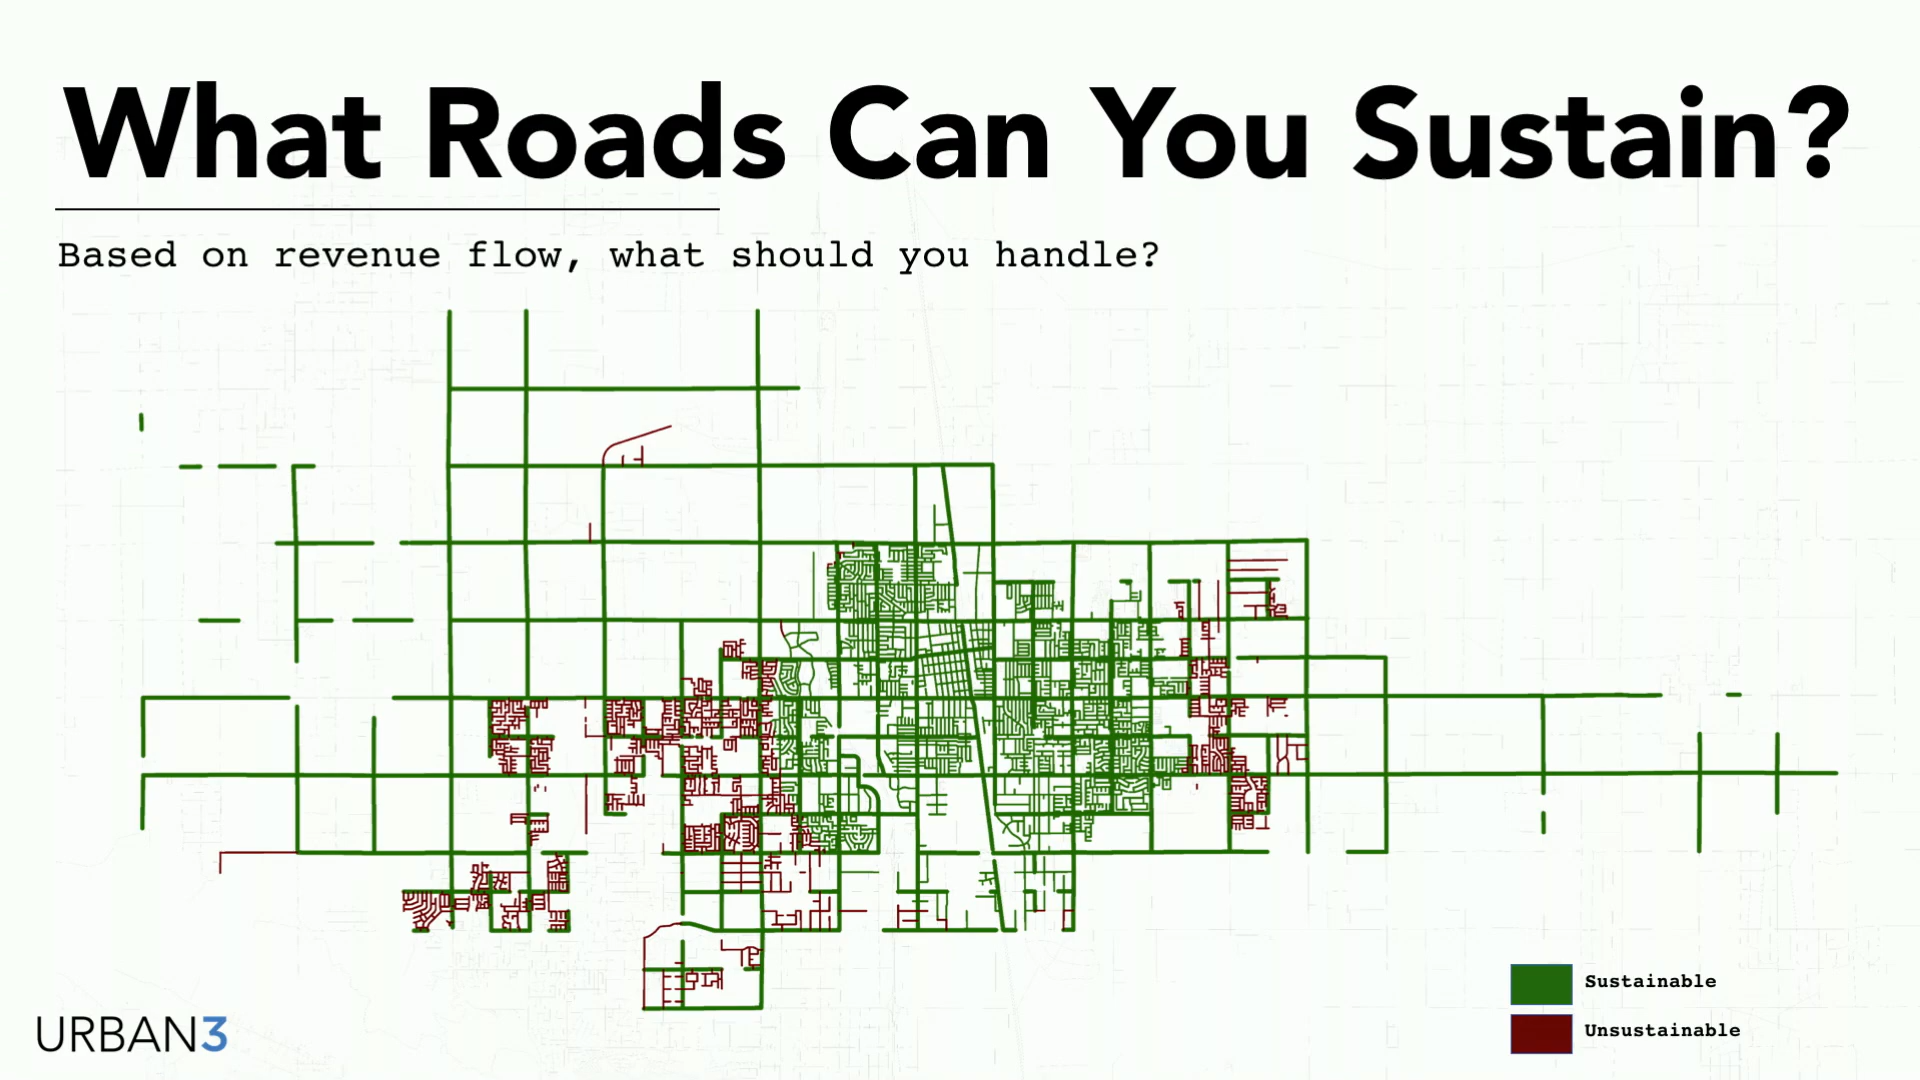 What Roads Can You Sustain?
Based on revenue flow, what should you handle?
Sustainable
Unsustainable
URBAN3